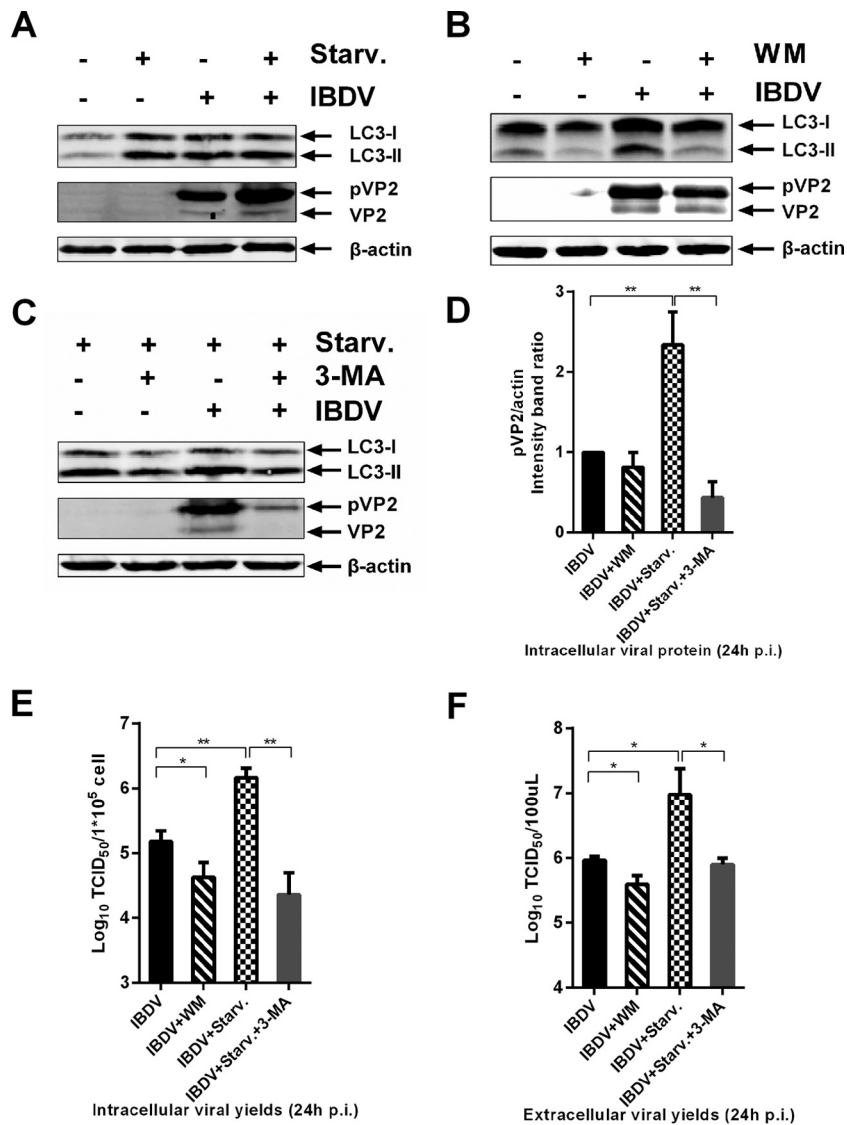 A
- + - + Starv.
- - + + IBDV
LC3-I
LC3-II
pVP2
VP2
β-actin
B
- + - + WM
- - + + IBDV
LC3-I
LC3-II
pVP2
VP2
β-actin
C
+ + + + Starv.
- + - + 3-MA
- - + + IBDV
LC3-I
LC3-II
pVP2
VP2
β-actin
D
pVP2/actin
Intensity band ratio
3
2
1
0
** **
IBDV
IBDV+WM
IBDV+Starv.
IBDV+Starv.+3-MA
Intracellular viral protein (24h p.i.)
E
Log10 TCID50/1*10^5 cell
7
6
5
4
3
** **
*
IBDV
IBDV+WM
IBDV+Starv.
IBDV+Starv.+3-MA
Intracellular viral yields (24h p.i.)
F
Log10 TCID50/100uL
8
7
6
5
4
* *
*
IBDV
IBDV+WM
IBDV+Starv.
IBDV+Starv.+3-MA
Extracellular viral yields (24h p.i.)